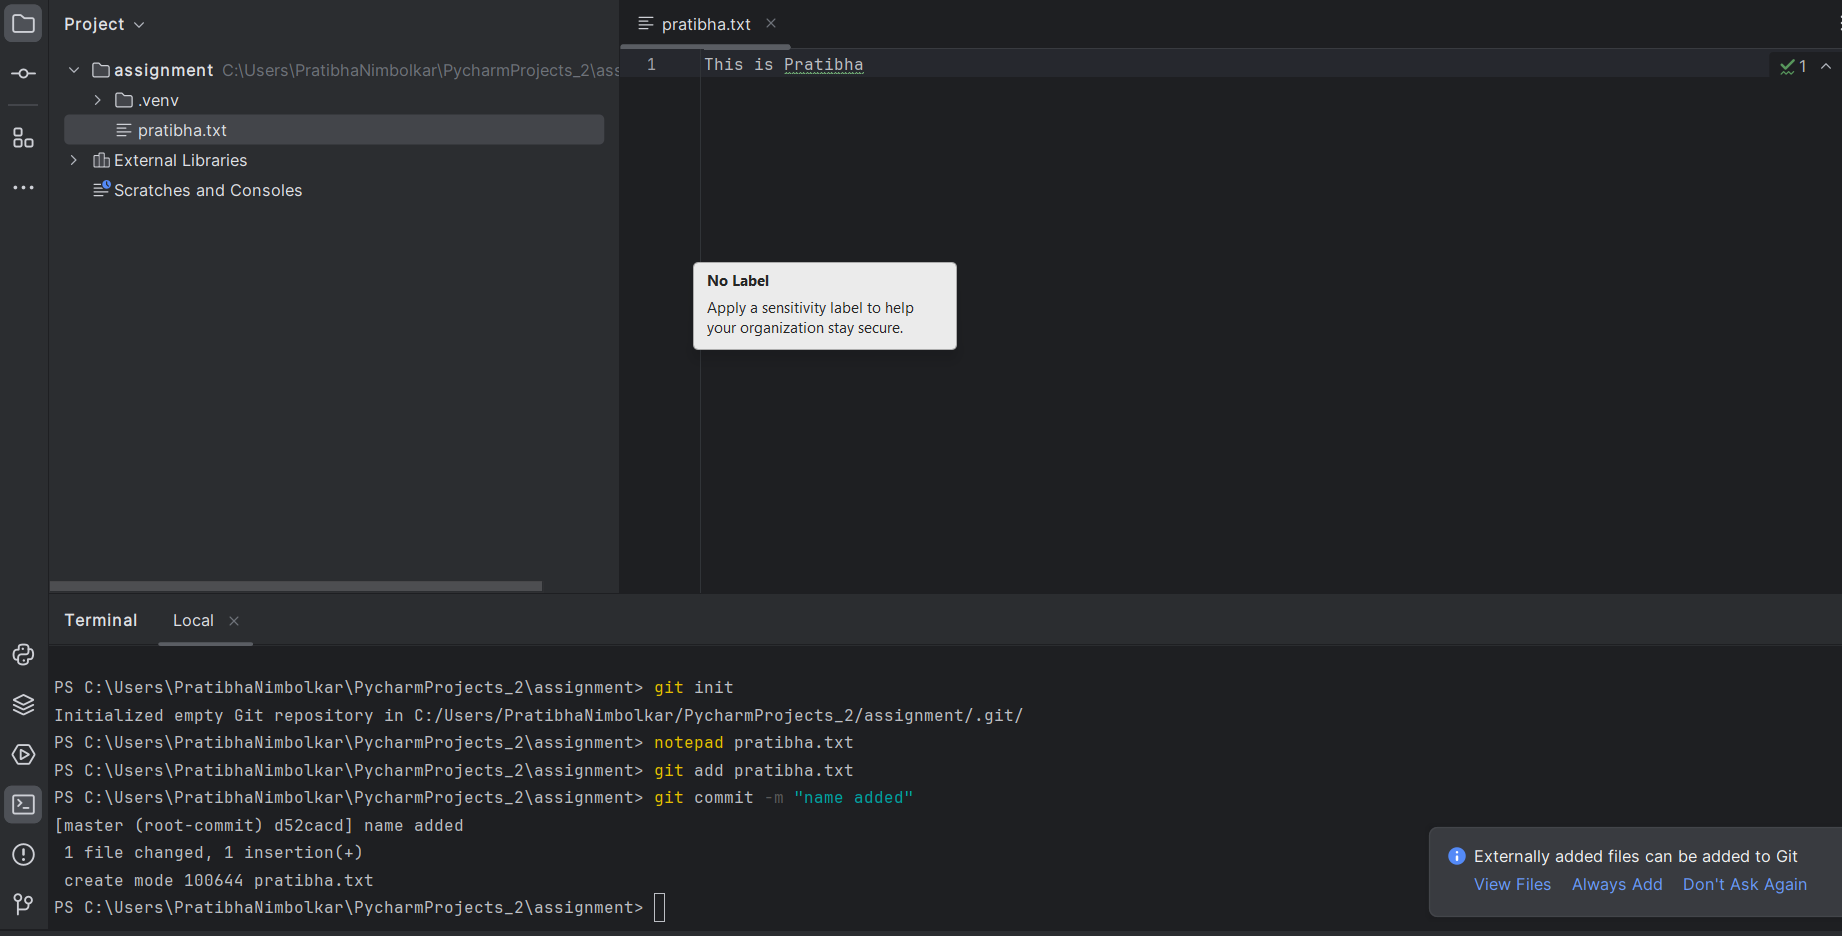 Project
assignment C:\Users\PratibhaNimbolkar\PycharmProjects_2\ass
.venv
pratibha.txt
External Libraries
Scratches and Consoles
pratibha.txt
1 This is Pratibha
1
No Label
Apply a sensitivity label to help
your organization stay secure.
Terminal Local
PS C:\Users\PratibhaNimbolkar\PycharmProjects_2\assignment> git init
Initialized empty Git repository in C:/Users/PratibhaNimbolkar/PycharmProjects_2/assignment/.git/
PS C:\Users\PratibhaNimbolkar\PycharmProjects_2\assignment> notepad pratibha.txt
PS C:\Users\PratibhaNimbolkar\PycharmProjects_2\assignment> git add pratibha.txt
PS C:\Users\PratibhaNimbolkar\PycharmProjects_2\assignment> git commit -m "name added"
[master (root-commit) d52cacd] name added
1 file changed, 1 insertion(+)
create mode 100644 pratibha.txt
PS C:\Users\PratibhaNimbolkar\PycharmProjects_2\assignment>
Externally added files can be added to Git
View Files Always Add Don't Ask Again